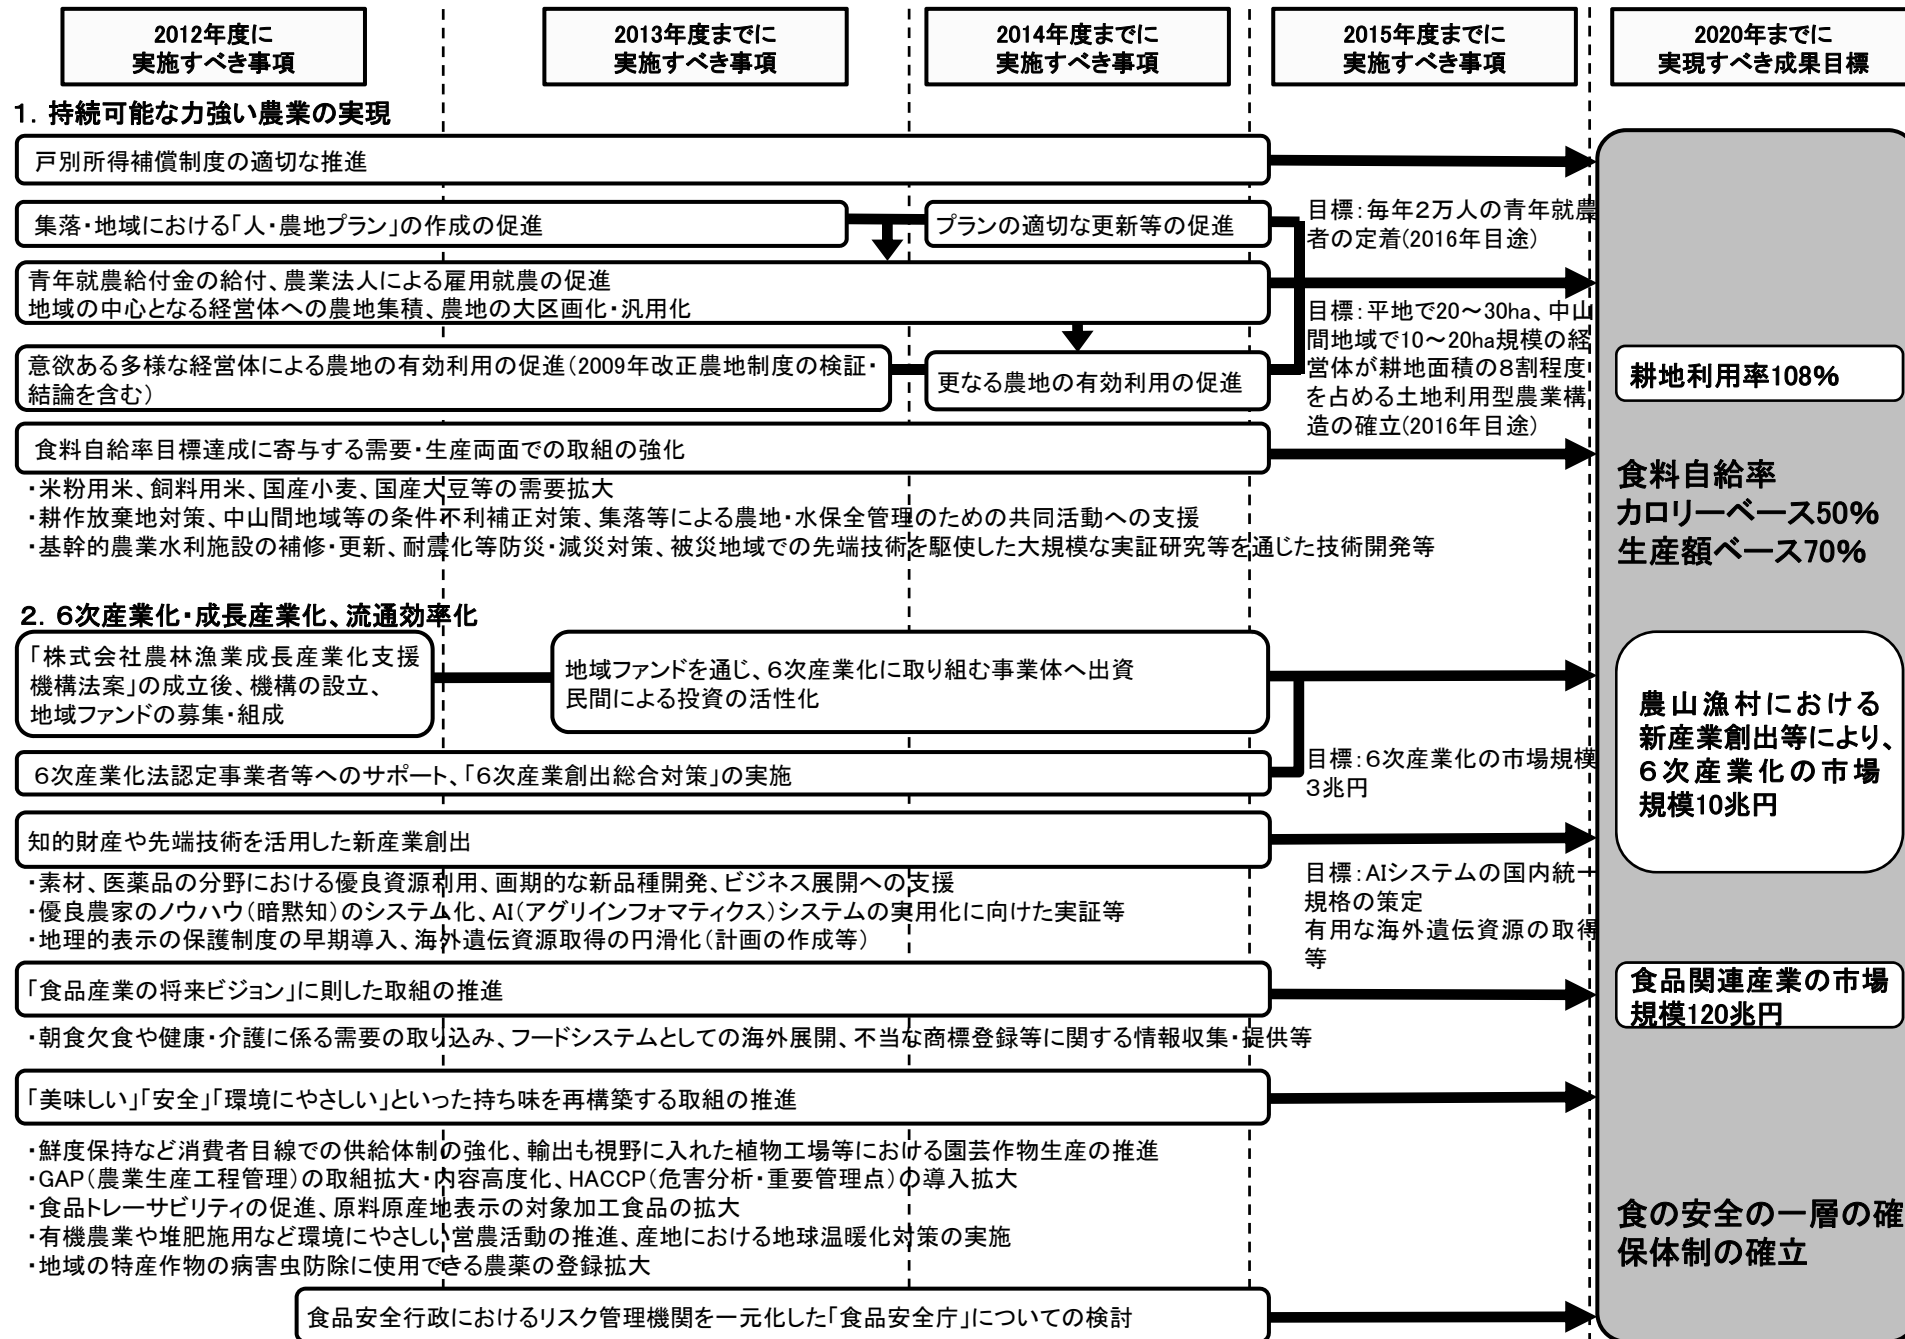 2012年度に
実施すべき事項
2013年度までに
実施すべき事項
2014年度までに
実施すべき事項
2015年度までに
実施すべき事項
2020年までに
実現すべき成果目標
1．持続可能な力強い農業の実現
戸別所得補償制度の適切な推進
集落・地域における「人・農地プラン」の作成の促進
プランの適切な更新等の促進
目標：毎年２万人の青年就農
者の定着(2016年目途)
青年就農給付金の給付、農業法人による雇用就農の促進
地域の中心となる経営体への農地集積、農地の大区画化・汎用化
目標：平地で20～30ha、中山
間地域で10～20ha規模の経
営体が耕地面積の８割程度
を占める土地利用型農業構
造の確立(2016年目途)
意欲ある多様な経営体による農地の有効利用の促進（2009年改正農地制度の検証・
結論を含む）
更なる農地の有効利用の促進
耕地利用率108%
食料自給率目標達成に寄与する需要・生産両面での取組の強化
・米粉用米、飼料用米、国産小麦、国産大豆等の需要拡大
・耕作放棄地対策、中山間地域等の条件不利補正対策、集落等による農地・水保全管理のための共同活動への支援
・基幹的農業水利施設の補修・更新、耐震化等防災・減災対策、被災地域での先端技術を駆使した大規模な実証研究等を通じた技術開発等
食料自給率
カロリーベース50%
生産額ベース70%
2．６次産業化・成長産業化、流通効率化
「株式会社農林漁業成長産業化支援
機構法案」の成立後、機構の設立、
地域ファンドの募集・組成
地域ファンドを通じ、６次産業化に取り組む事業体へ出資
民間による投資の活性化
農山漁村における
新産業創出等により、
６次産業化の市場
規模10兆円
６次産業化法認定事業者等へのサポート、「６次産業創出総合対策」の実施
目標：６次産業化の市場規模
３兆円
知的財産や先端技術を活用した新産業創出
・素材、医薬品の分野における優良資源利用、画期的な新品種開発、ビジネス展開への支援
・優良農家のノウハウ（暗黙知）のシステム化、AI（アグリインフォマティクス）システムの実用化に向けた実証等
・地理的表示の保護制度の早期導入、海外遺伝資源取得の円滑化（計画の作成等）
目標：AIシステムの国内統一
規格の策定
有用な海外遺伝資源の取得
等
「食品産業の将来ビジョン」に則した取組の推進
食品関連産業の市場
規模120兆円
・朝食欠食や健康・介護に係る需要の取り込み、フードシステムとしての海外展開、不当な商標登録等に関する情報収集・提供等
「美味しい」「安全」「環境にやさしい」といった持ち味を再構築する取組の推進
・鮮度保持など消費者目線での供給体制の強化、輸出も視野に入れた植物工場等における園芸作物生産の推進
・GAP（農業生産工程管理）の取組拡大・内容高度化、HACCP（危害分析・重要管理点）の導入拡大
・食品トレーサビリティの促進、原料原産地表示の対象加工食品の拡大
・有機農業や堆肥施用など環境にやさしい営農活動の推進、産地における地球温暖化対策の実施
・地域の特産作物の病害虫防除に使用できる農薬の登録拡大
食の安全の一層の確
保体制の確立
食品安全行政におけるリスク管理機関を一元化した「食品安全庁」についての検討